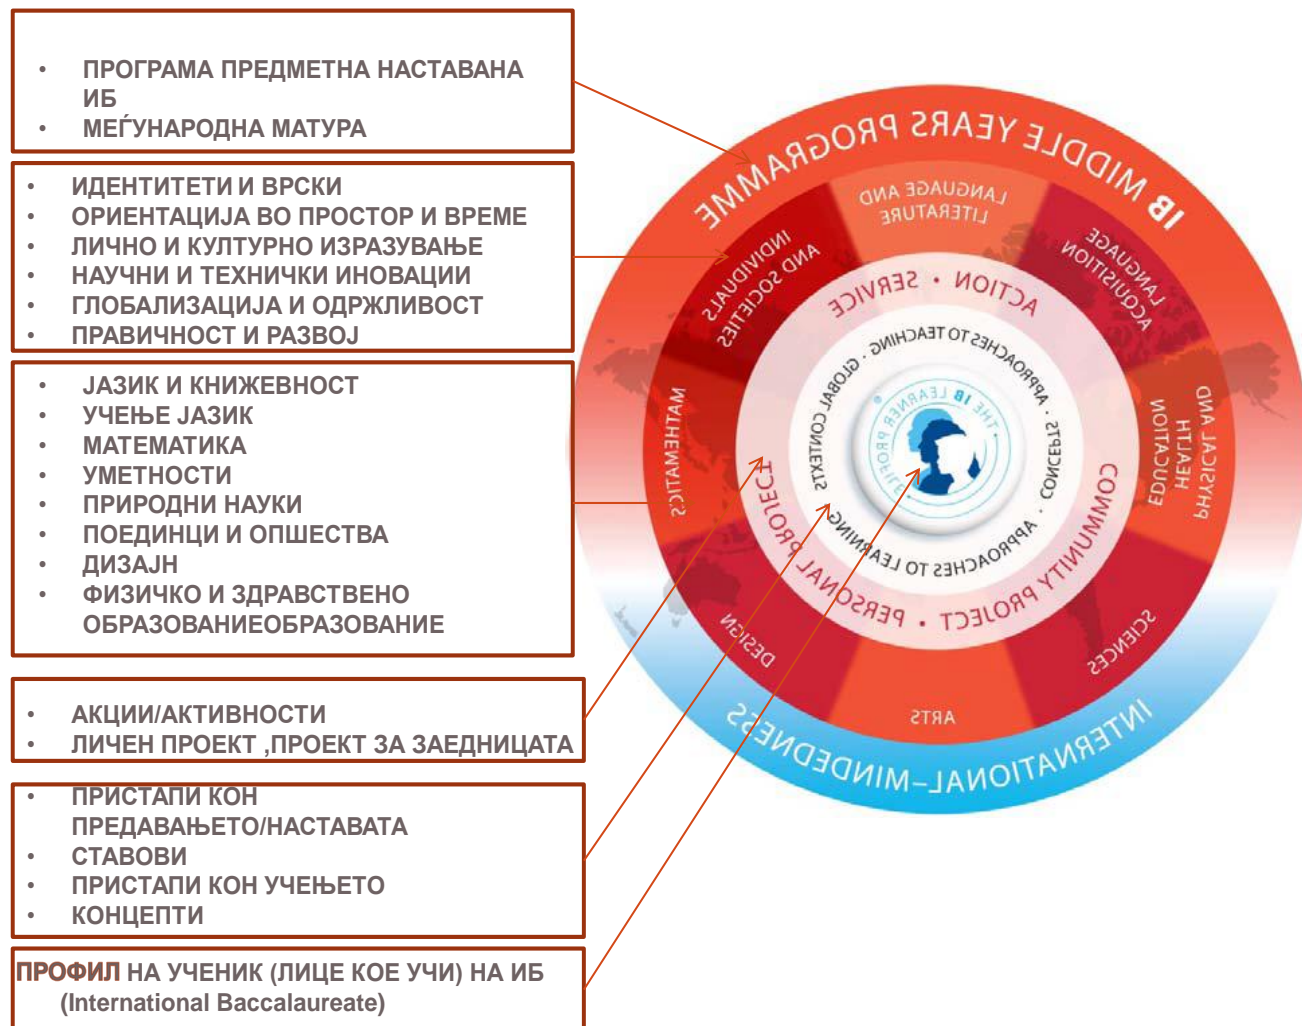 • ПРОГРАМА ПРЕДМЕТНА НАСТАВАНА
ИБ
• МЕЃУНАРОДНА МАТУРА
• ИДЕНТИТЕТИ И ВРСКИ
• ОРИЕНТАЦИЈА ВО ПРОСТОР И ВРЕМЕ
• ЛИЧНО И КУЛТУРНО ИЗРАЗУВАЊЕ
• НАУЧНИ И ТЕХНИЧКИ ИНОВАЦИИ
• ГЛОБАЛИЗАЦИЈА И ОДРЖЛИВОСТ
• ПРАВИЧНОСТ И РАЗВОЈ
• ЈАЗИК И КНИЖЕВНОСТ
• УЧЕЊЕ ЈАЗИК
• МАТЕМАТИКА
• УМЕТНОСТИ
• ПРИРОДНИ НАУКИ
• ПОЕДИНЦИ И ОПШЕСТВА
• ДИЗАЈН
• ФИЗИЧКО И ЗДРАВСТВЕНО
ОБРАЗОВАНИЕОБРАЗОВАНИЕ
• АКЦИИ/АКТИВНОСТИ
• ЛИЧЕН ПРОЕКТ ,ПРОЕКТ ЗА ЗАЕДНИЦАТА
• ПРИСТАПИ КОН
ПРЕДАВАЊЕТО/НАСТАВАТА
• СТАВОВИ
• ПРИСТАПИ КОН УЧЕЊЕТО
• КОНЦЕПТИ
ПРОФИЛ НА УЧЕНИК (ЛИЦЕ КОЕ УЧИ) НА ИБ
(International Baccalaureate)
IB MIDDLE YEARS PROGRAMME
LANGUAGE AND
LITERATURE
LANGUAGE
ACQUISITION
INDIVIDUALS
AND SOCIETIES
PHYSICAL AND
HEALTH
EDUCATION
MATHEMATICS
SCIENCES
DESIGN
ARTS
ACTION • SERVICE
COMMUNITY PROJECT • PERSONAL PROJECT
APPROACHES TO TEACHING · GLOBAL CONTEXTS
APPROACHES TO LEARNING · CONCEPTS
THE IB LEARNER PROFILE ®
INTERNATIONAL–MINDEDNESS